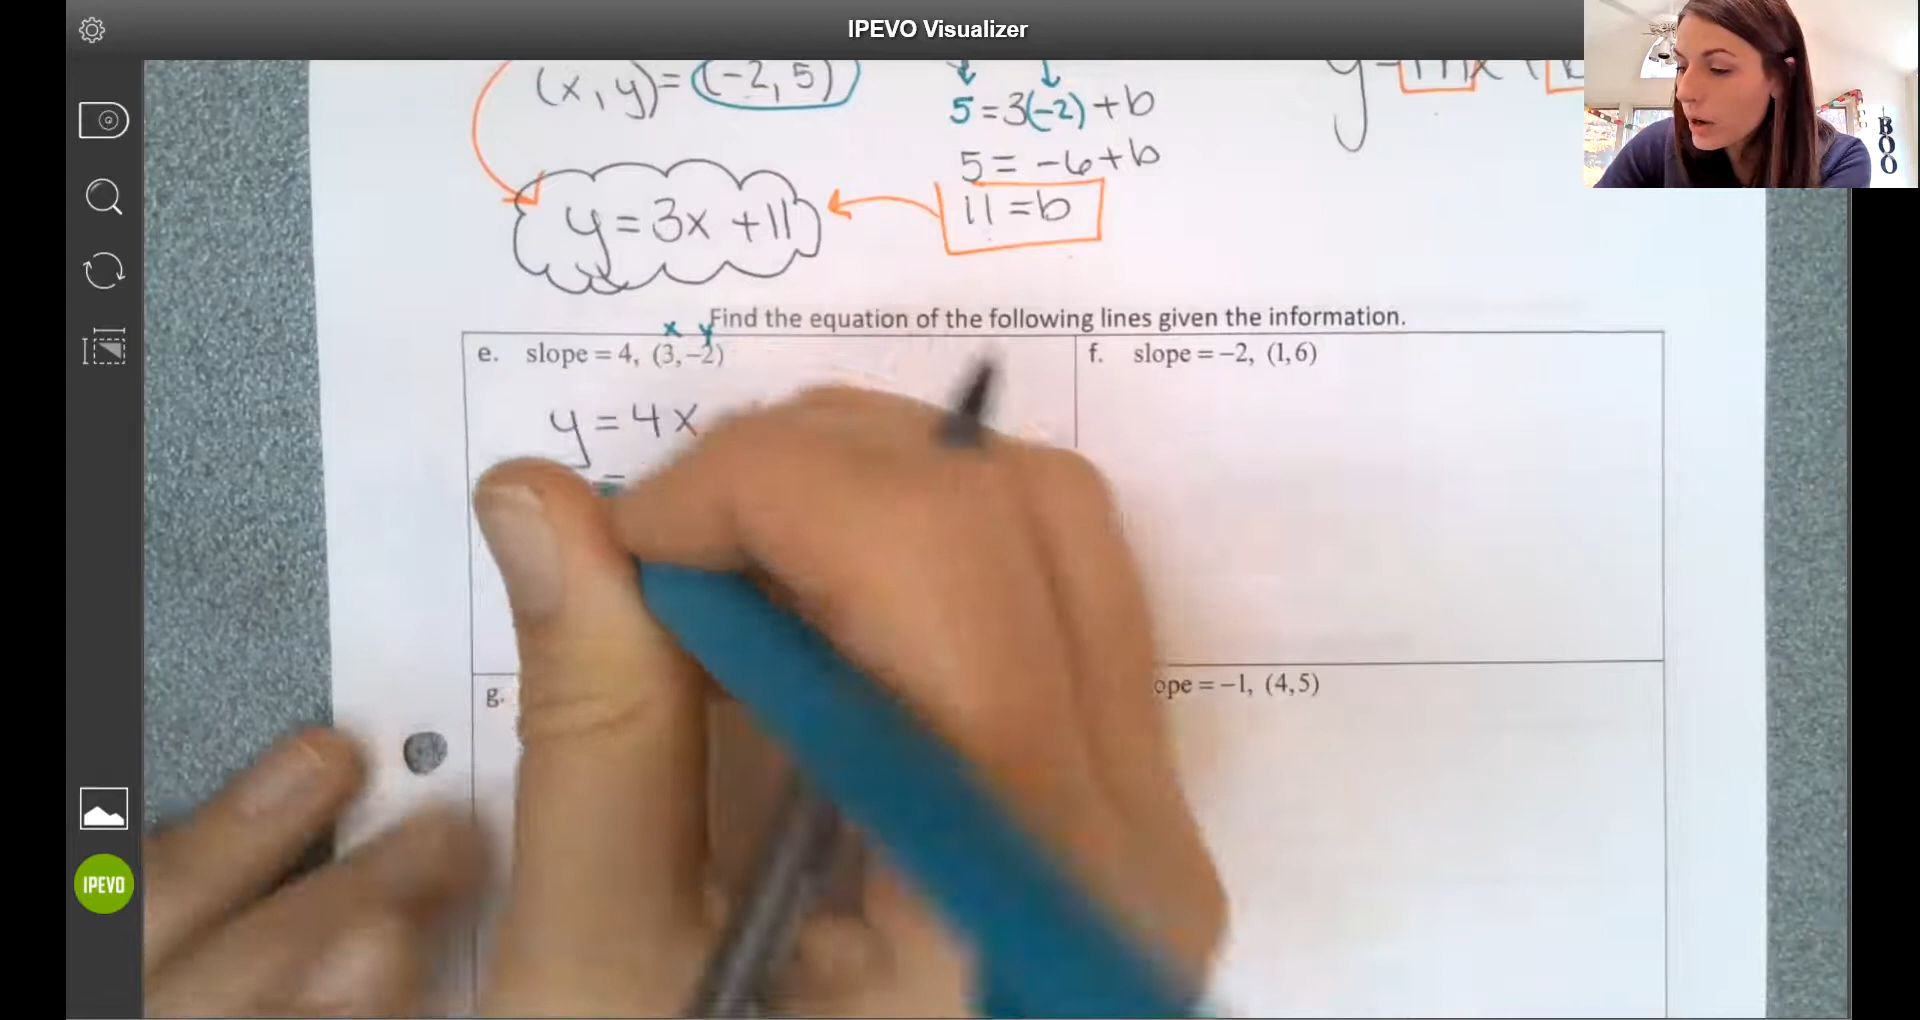 IPEVO Visualizer
(x,y)=(-2,5)
5=3(-2)+b
5=-6+b
11=b
y=3x+11
BOO
Find the equation of the following lines given the information.
x y
e. slope = 4, (3,−2)
y=4x
f. slope = −2, (1,6)
g.
ope = −1, (4,5)
IPEVO